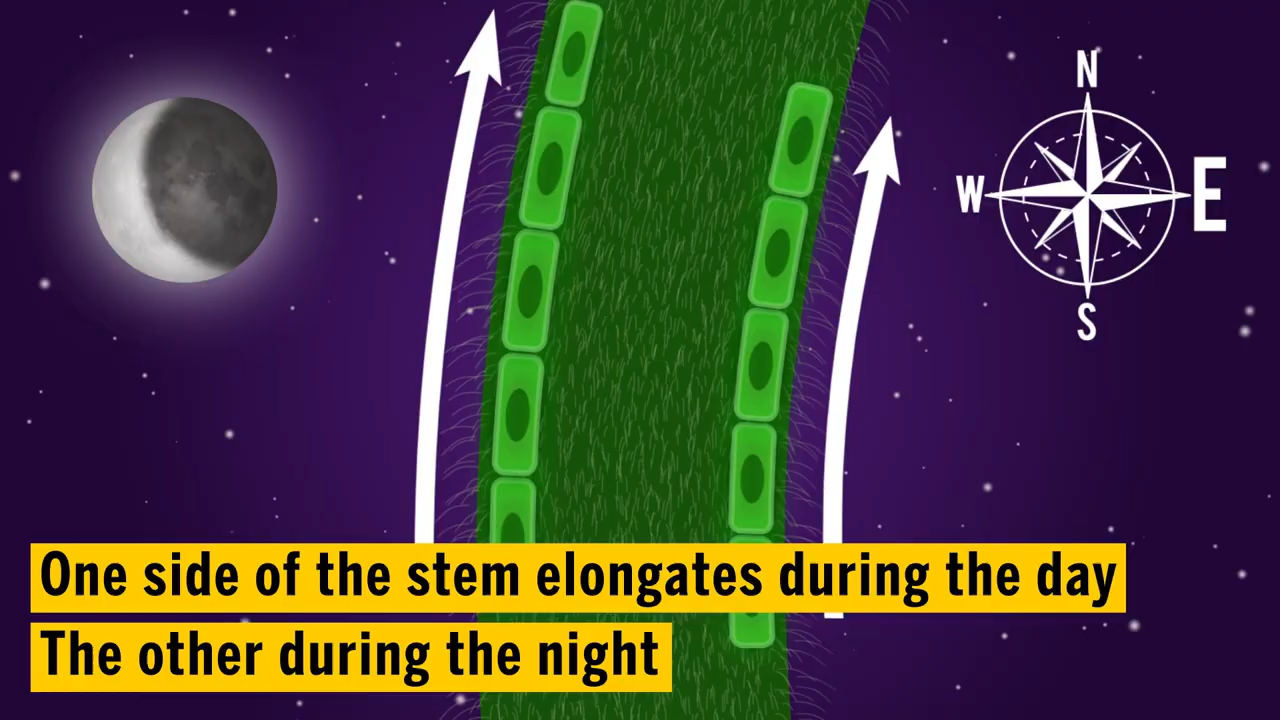 N
W
E
S
One side of the stem elongates during the day
The other during the night